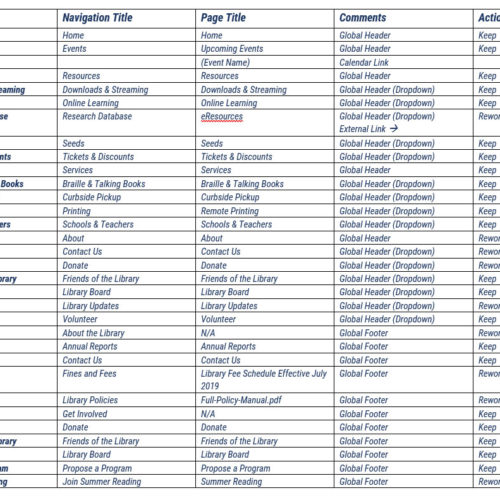 Navigation Title Page Title Comments Actio
Home Home Global Header Keep
Events Upcoming Events Global Header Keep
(Event Name) Calendar Link
Resources Resources Global Header Keep
eaming Downloads & Streaming Downloads & Streaming Global Header (Dropdown) Keep
Online Learning Online Learning Global Header (Dropdown) Keep
se Research Database eResources Global Header (Dropdown) Rewor
External Link →
Seeds Seeds Global Header (Dropdown) Keep
nts Tickets & Discounts Tickets & Discounts Global Header (Dropdown) Keep
Services Services Global Header Keep
Books Braille & Talking Books Braille & Talking Books Global Header (Dropdown) Keep
Curbside Pickup Curbside Pickup Global Header (Dropdown) Keep
Printing Remote Printing Global Header (Dropdown) Keep
ers Schools & Teachers Schools & Teachers Global Header (Dropdown) Keep
About About Global Header Rewor
Contact Us Contact Us Global Header (Dropdown) Rewor
Donate Donate Global Header (Dropdown) Rewor
brary Friends of the Library Friends of the Library Global Header (Dropdown) Keep
Library Board Library Board Global Header (Dropdown) Keep
Library Updates Library Updates Global Header (Dropdown) Rewor
Volunteer Volunteer Global Header (Dropdown) Keep
About the Library N/A Global Footer Rewor
Annual Reports Annual Reports Global Footer Keep
Contact Us Contact Us Global Footer Keep
Fines and Fees Library Fee Schedule Effective July Global Footer Rewor
2019
Library Policies Full-Policy-Manual.pdf Global Footer Rewor
Get Involved N/A Global Footer Keep
Donate Donate Global Footer Keep
brary Friends of the Library Friends of the Library Global Footer Keep
Library Board Library Board Global Footer Keep
am Propose a Program Propose a Program Global Footer Keep
ng Join Summer Reading Summer Reading Global Footer Rewor